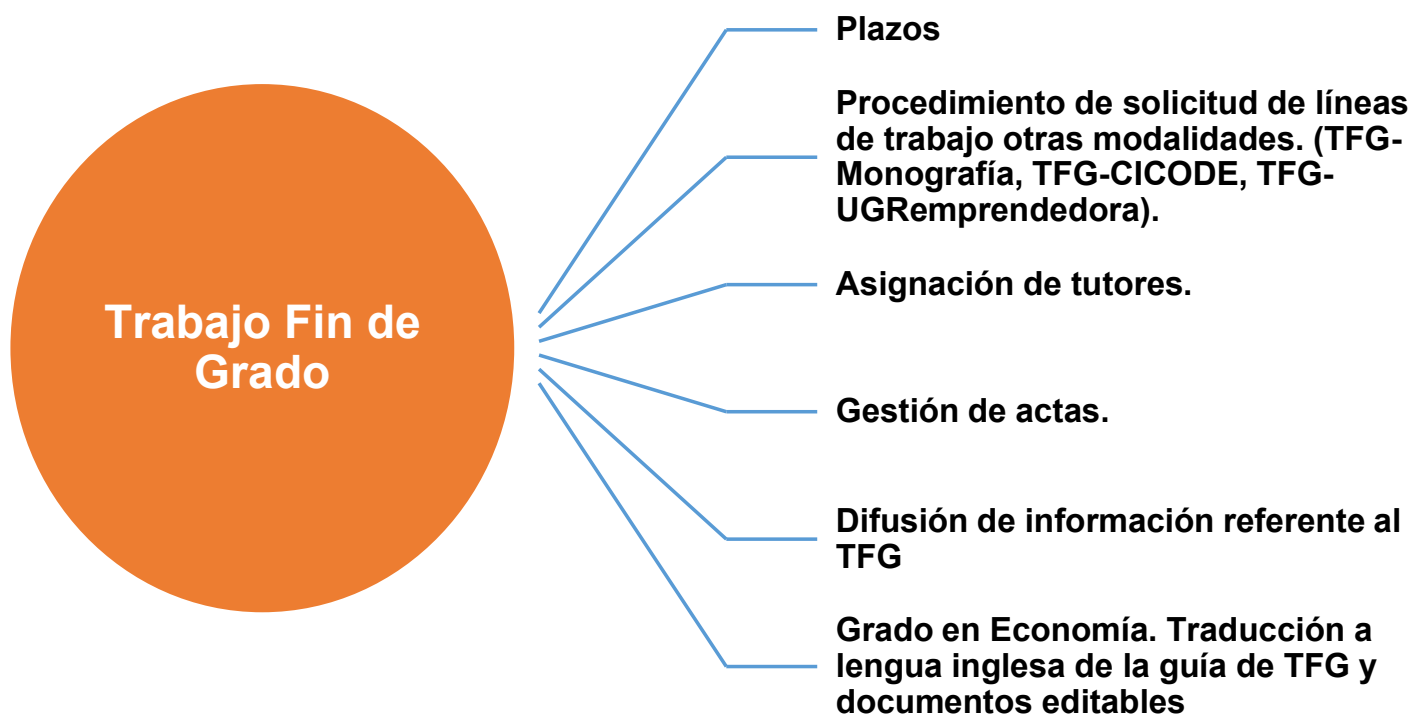 Trabajo Fin de
Grado
Plazos
Procedimiento de solicitud de líneas
de trabajo otras modalidades. (TFG-
Monografía, TFG-CICODE, TFG-
UGRemprendedora).
Asignación de tutores.
Gestión de actas.
Difusión de información referente al
TFG
Grado en Economía. Traducción a
lengua inglesa de la guía de TFG y
documentos editables